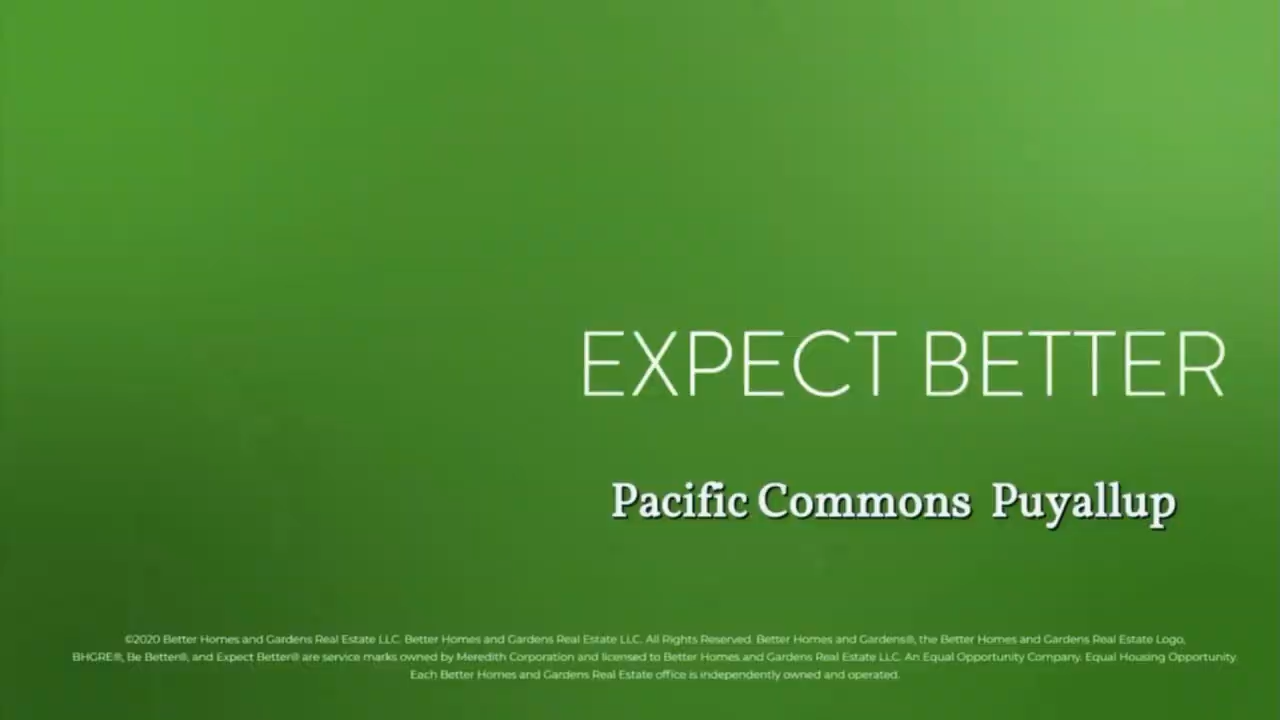 EXPECT BETTER
Pacific Commons Puyallup
©2020 Better Homes and Gardens Real Estate LLC. Better Homes and Gardens Real Estate LLC. All Rights Reserved. Better Homes and Gardens®, the Better Homes and Gardens Real Estate Logo,
BHGRE®, Be Better®, and Expect Better® are service marks owned by Meredith Corporation and licensed to Better Homes and Gardens Real Estate LLC. An Equal Opportunity Company. Equal Housing Opportunity.
Each Better Homes and Gardens Real Estate office is independently owned and operated.